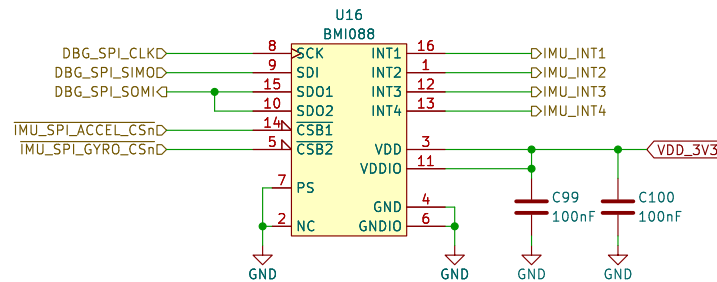 U16
BMI088
DBG_SPI_CLK 8 SCK INT1 16 IMU_INT1
DBG_SPI_SIMO 9 SDI INT2 1 IMU_INT2
DBG_SPI_SOMI 15 SDO1 INT3 12 IMU_INT3
10 SDO2 INT4 13 IMU_INT4
IMU_SPI_ACCEL_CSn 14 CSB1
IMU_SPI_GYRO_CSn 5 CSB2 VDD 3 VDD_3V3
VDDIO 11
7 PS
GND 4 C99 C100
100nF 100nF
2 NC GNDIO 6
GND GND GND GND